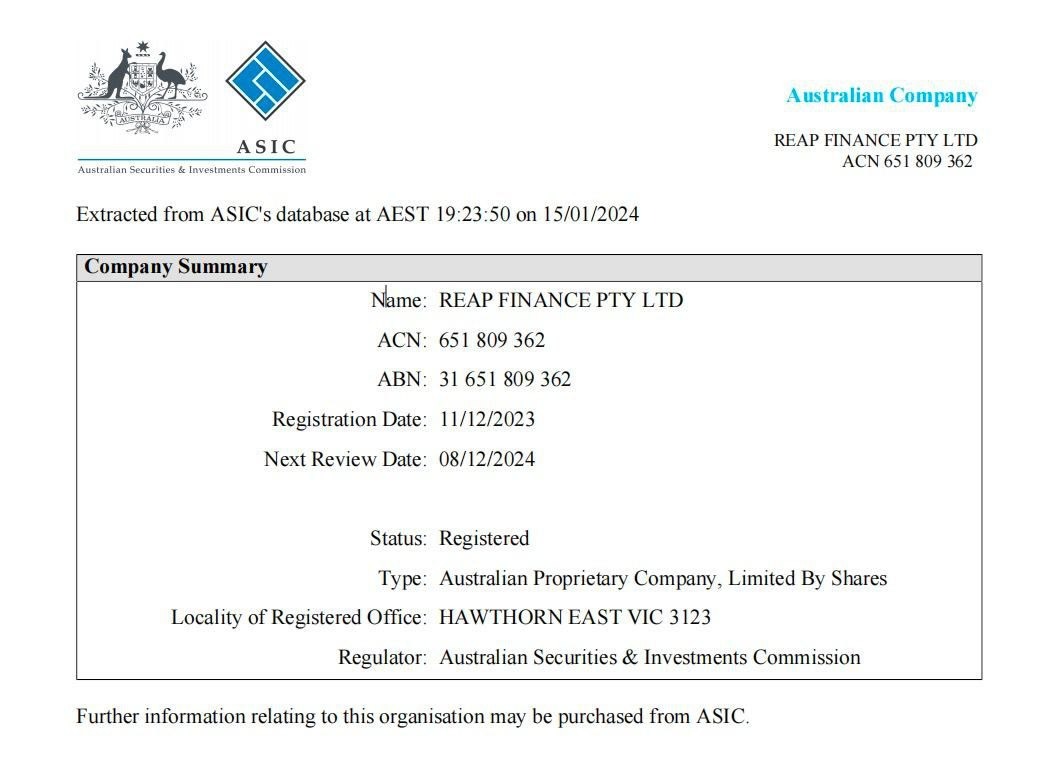 AUSTRALIA
ASIC
Australian Securities & Investments Commission
Australian Company
REAP FINANCE PTY LTD
ACN 651 809 362
Extracted from ASIC's database at AEST 19:23:50 on 15/01/2024
Company Summary
Name: REAP FINANCE PTY LTD
ACN: 651 809 362
ABN: 31 651 809 362
Registration Date: 11/12/2023
Next Review Date: 08/12/2024
Status: Registered
Type: Australian Proprietary Company, Limited By Shares
Locality of Registered Office: HAWTHORN EAST VIC 3123
Regulator: Australian Securities & Investments Commission
Further information relating to this organisation may be purchased from ASIC.